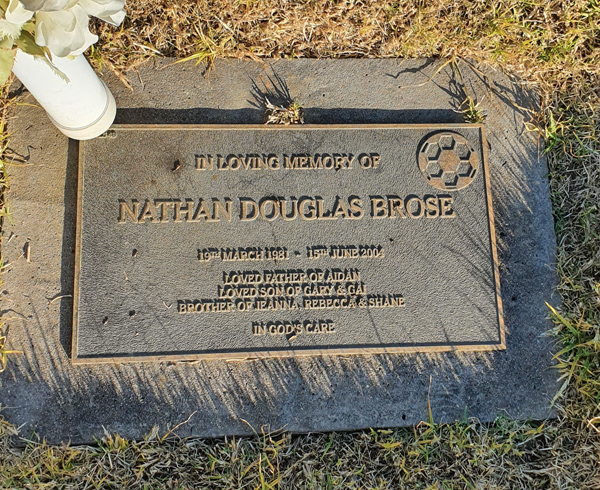 IN LOVING MEMORY OF
NATHAN DOUGLAS BROSE
19TH MARCH 1981 - 15TH JUNE 2004
LOVED FATHER OF AIDAN
LOVED SON OF GARY & GAI
BROTHER OF JEANNA, REBECCA & SHANE
IN GOD'S CARE